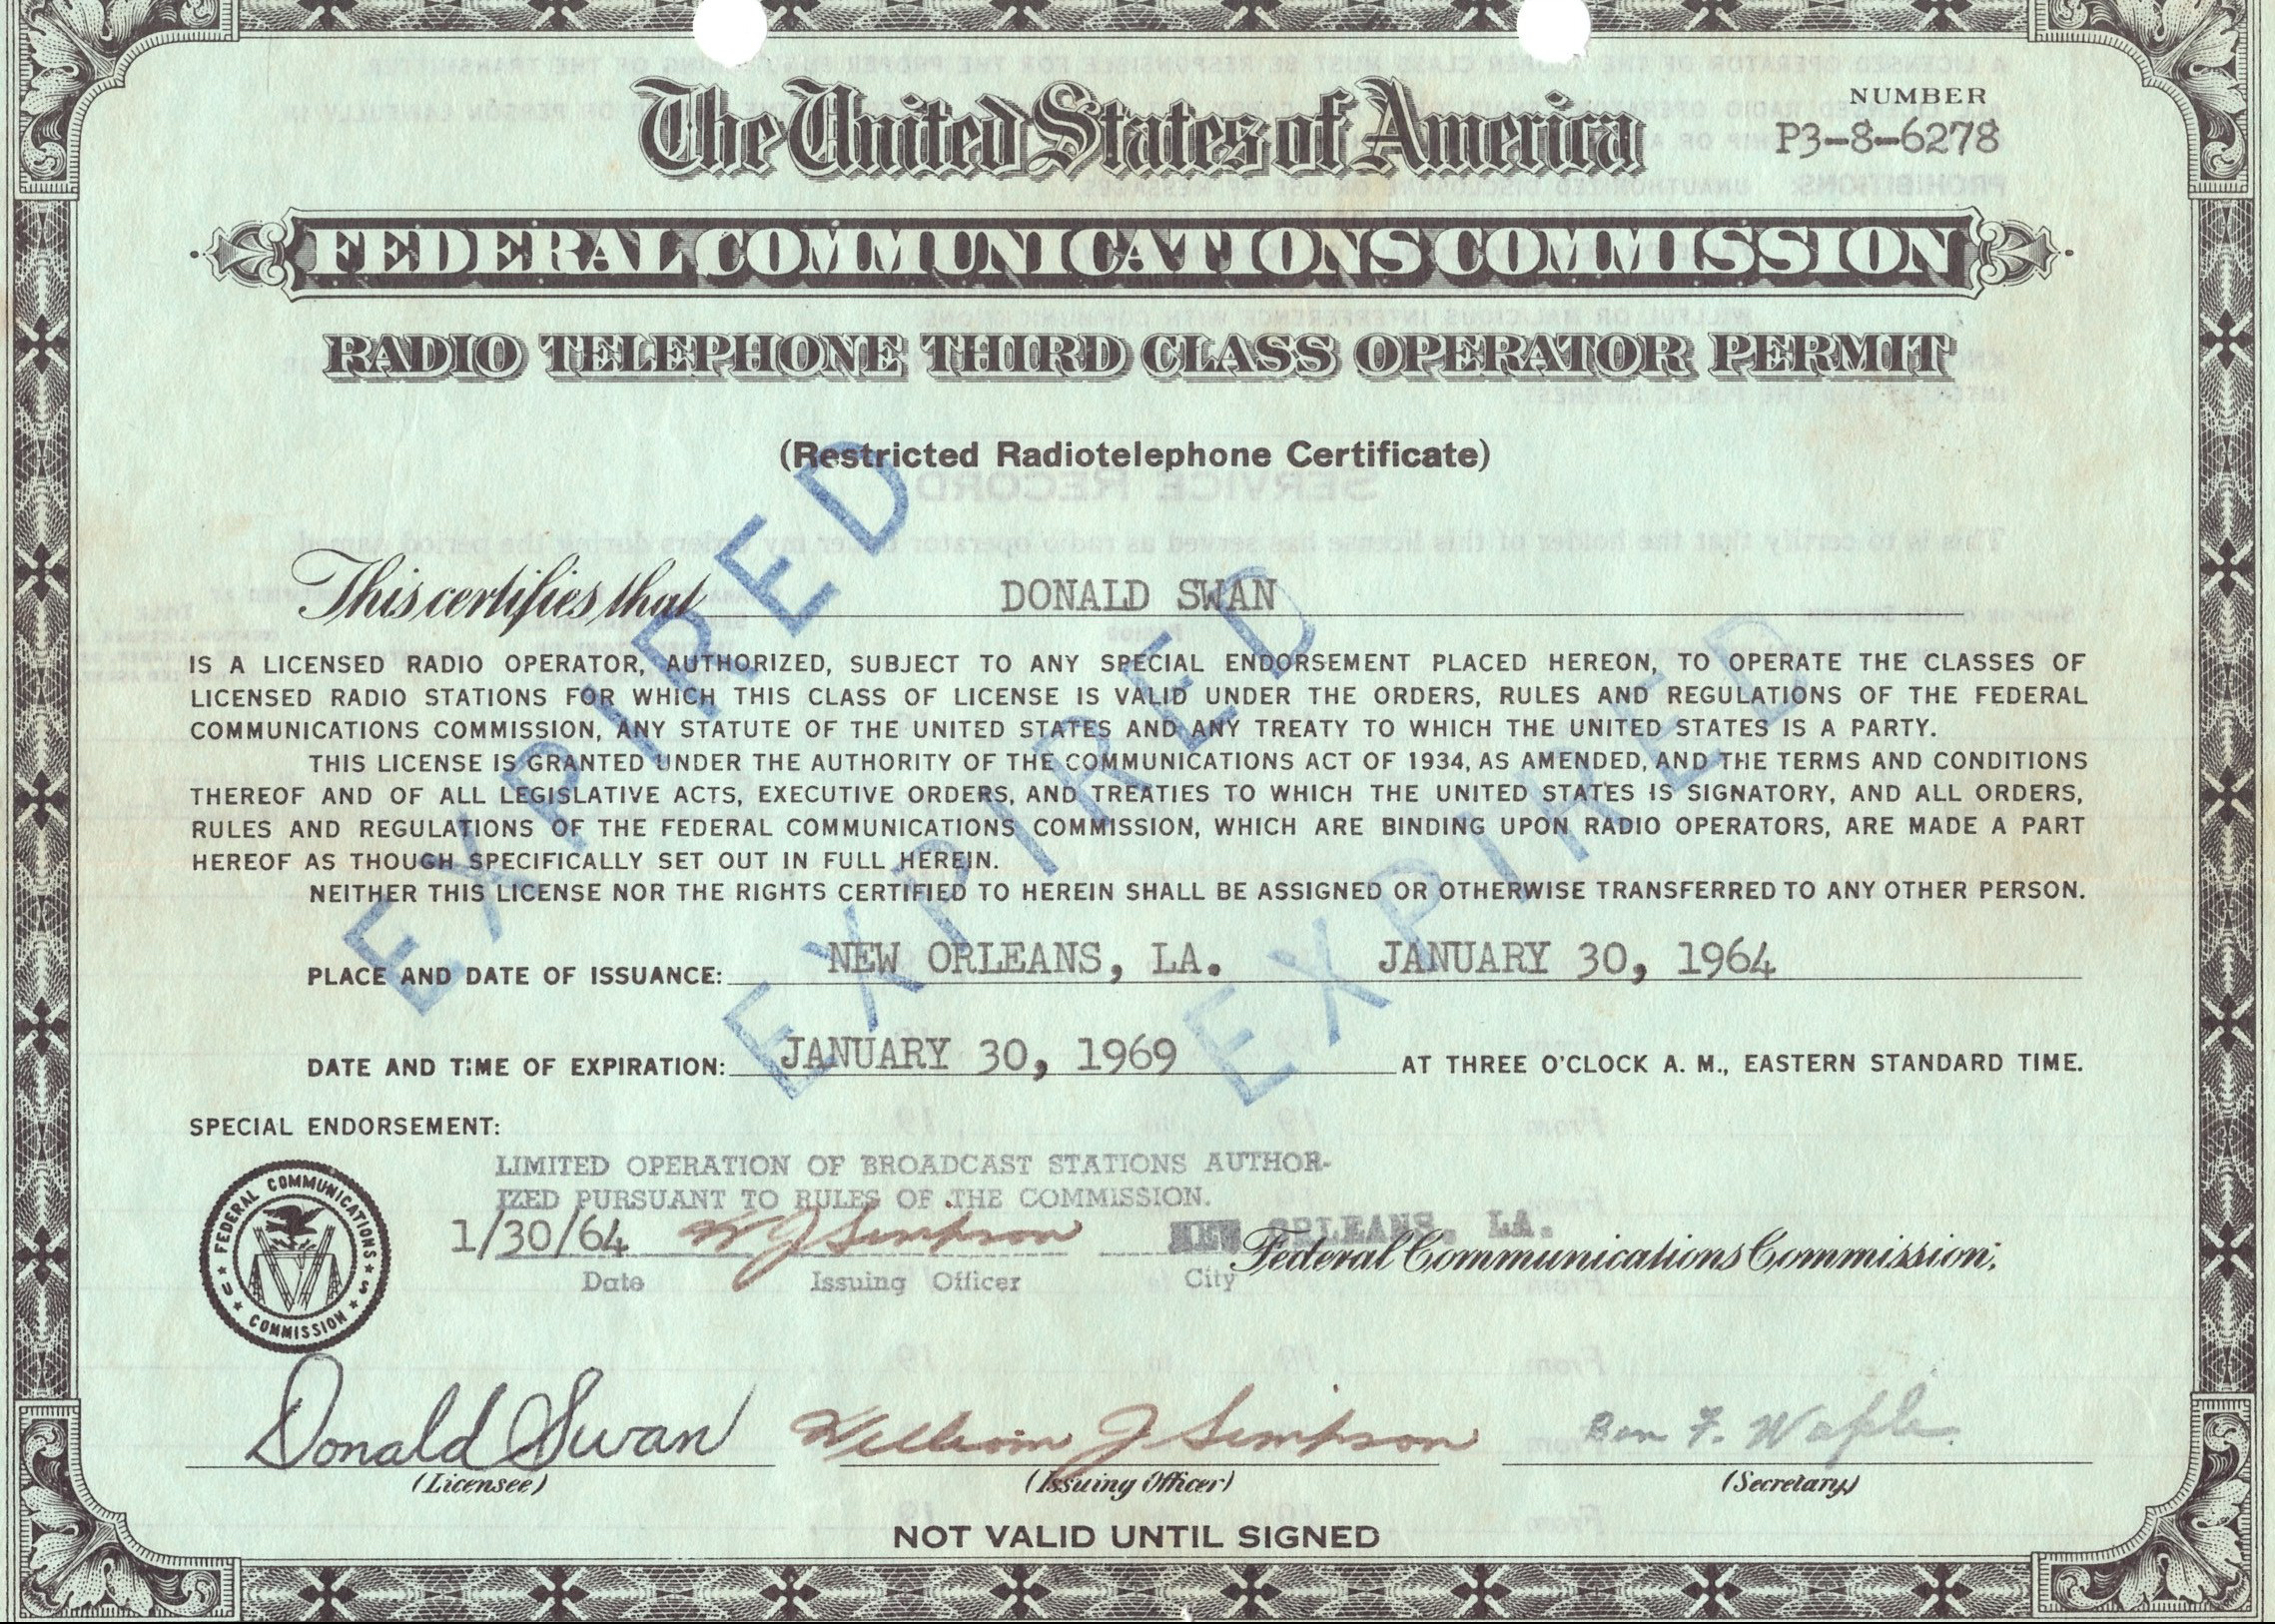 The United States of America
NUMBER
P3-8-6278
FEDERAL COMMUNICATIONS COMMISSION
RADIO TELEPHONE THIRD CLASS OPERATOR PERMIT
(Restricted Radiotelephone Certificate)
This certifies that DONALD SWAN
IS A LICENSED RADIO OPERATOR, AUTHORIZED, SUBJECT TO ANY SPECIAL ENDORSEMENT PLACED HEREON, TO OPERATE THE CLASSES OF
LICENSED RADIO STATIONS FOR WHICH THIS CLASS OF LICENSE IS VALID UNDER THE ORDERS, RULES AND REGULATIONS OF THE FEDERAL
COMMUNICATIONS COMMISSION, ANY STATUTE OF THE UNITED STATES AND ANY TREATY TO WHICH THE UNITED STATES IS A PARTY.
THIS LICENSE IS GRANTED UNDER THE AUTHORITY OF THE COMMUNICATIONS ACT OF 1934, AS AMENDED, AND THE TERMS AND CONDITIONS
THEREOF AND OF ALL LEGISLATIVE ACTS, EXECUTIVE ORDERS, AND TREATIES TO WHICH THE UNITED STATES IS SIGNATORY, AND ALL ORDERS,
RULES AND REGULATIONS OF THE FEDERAL COMMUNICATIONS COMMISSION, WHICH ARE BINDING UPON RADIO OPERATORS, ARE MADE A PART
HEREOF AS THOUGH SPECIFICALLY SET OUT IN FULL HEREIN.
NEITHER THIS LICENSE NOR THE RIGHTS CERTIFIED TO HEREIN SHALL BE ASSIGNED OR OTHERWISE TRANSFERRED TO ANY OTHER PERSON.
EXPIRED
EXPIRED
EXPIRED
PLACE AND DATE OF ISSUANCE: NEW ORLEANS, LA. JANUARY 30, 1964
DATE AND TIME OF EXPIRATION: JANUARY 30, 1969 AT THREE O'CLOCK A. M., EASTERN STANDARD TIME.
SPECIAL ENDORSEMENT:
LIMITED OPERATION OF BROADCAST STATIONS AUTHOR-
IZED PURSUANT TO RULES OF THE COMMISSION.
1/30/64 W J Simpson NEW ORLEANS, LA.
Date Issuing Officer City
Federal Communications Commission.
FEDERAL COMMUNICATIONS COMMISSION U S
Donald Swan William J. Simpson Ben F. Waple
(Licensee) (Issuing Officer) (Secretary)
NOT VALID UNTIL SIGNED